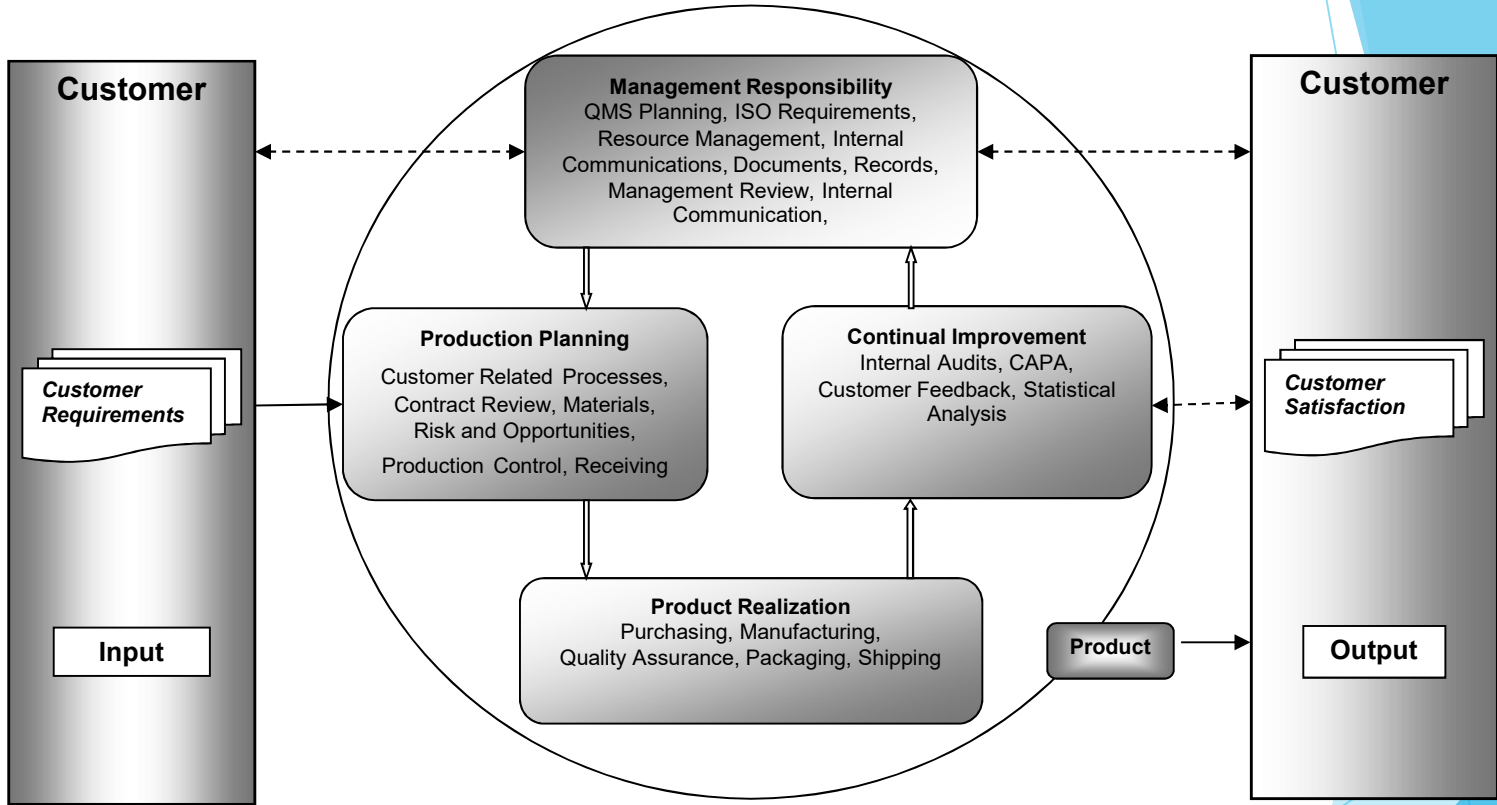 Customer
Customer
Requirements
Input
Management Responsibility
QMS Planning, ISO Requirements,
Resource Management, Internal
Communications, Documents, Records,
Management Review, Internal
Communication,
Production Planning
Customer Related Processes,
Contract Review, Materials,
Risk and Opportunities,
Production Control, Receiving
Continual Improvement
Internal Audits, CAPA,
Customer Feedback, Statistical
Analysis
Product Realization
Purchasing, Manufacturing,
Quality Assurance, Packaging, Shipping
Product
Customer
Customer
Satisfaction
Output